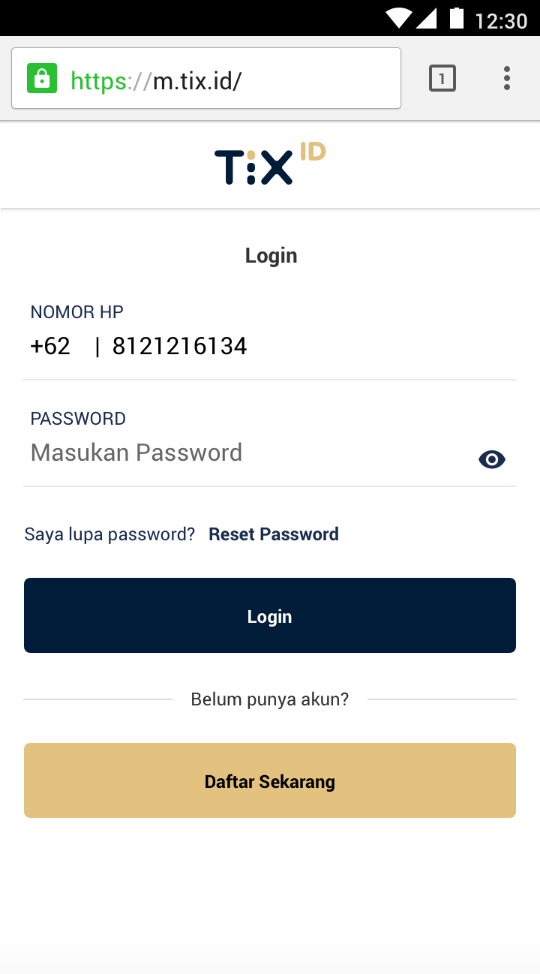 12:30
https://m.tix.id/
1
TiX ID
Login
NOMOR HP
+62 | 8121216134
PASSWORD
Masukan Password
Saya lupa password? Reset Password
Login
Belum punya akun?
Daftar Sekarang